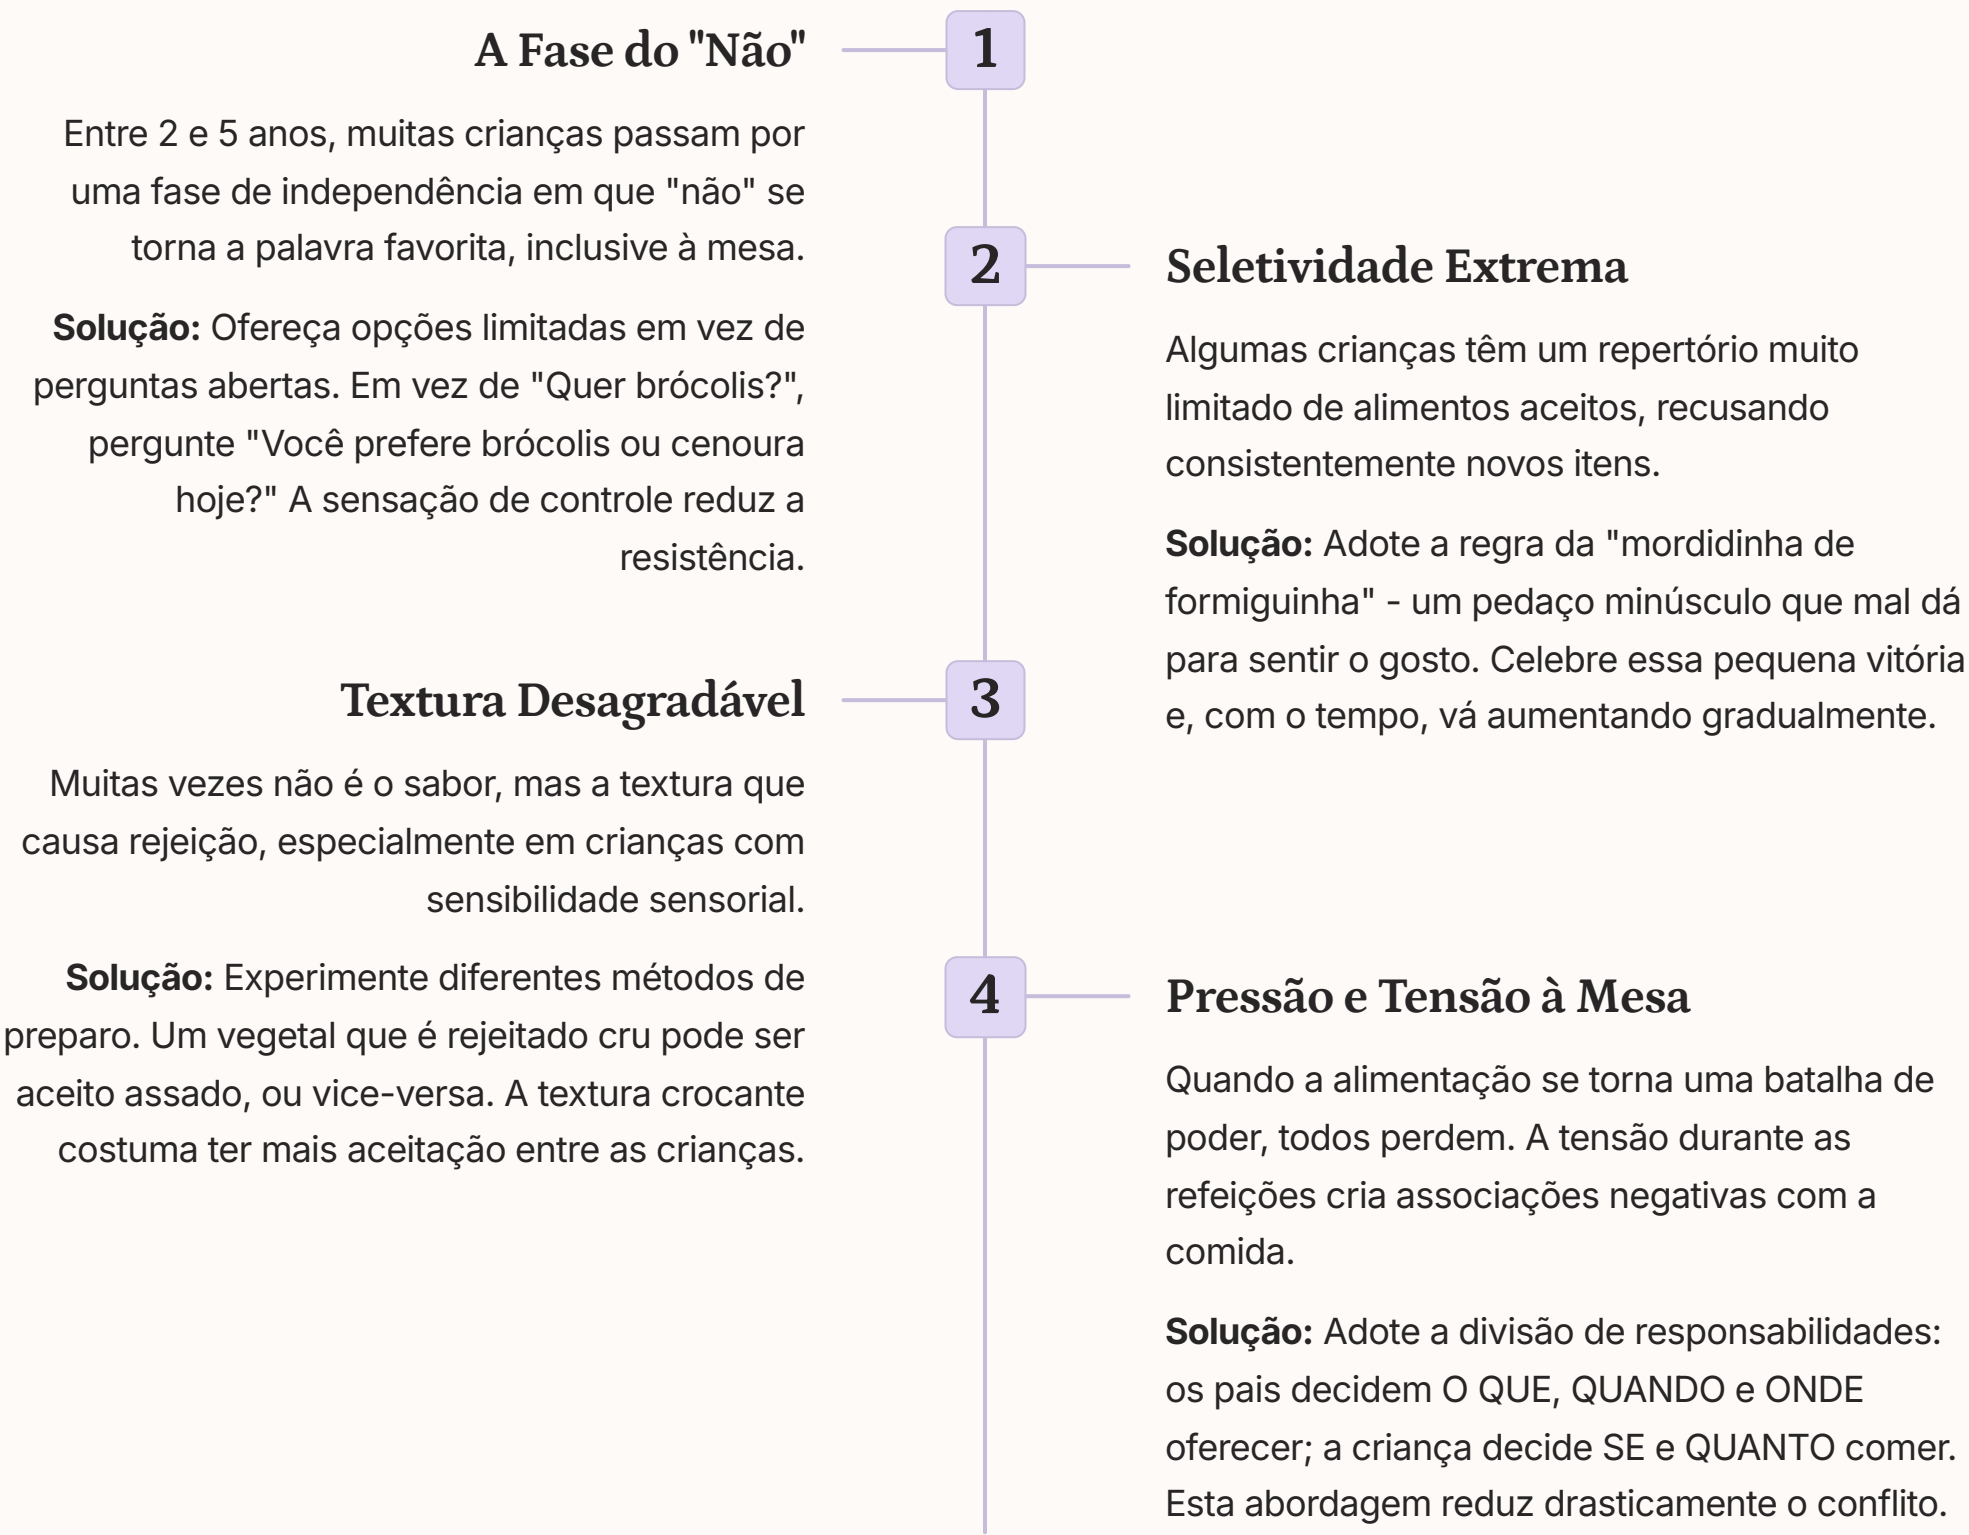 A Fase do "Não"
1
Entre 2 e 5 anos, muitas crianças passam por
uma fase de independência em que "não" se
torna a palavra favorita, inclusive à mesa.
Solução: Ofereça opções limitadas em vez de
perguntas abertas. Em vez de "Quer brócolis?",
pergunte "Você prefere brócolis ou cenoura
hoje?" A sensação de controle reduz a
resistência.
2
Seletividade Extrema
Algumas crianças têm um repertório muito
limitado de alimentos aceitos, recusando
consistentemente novos itens.
Solução: Adote a regra da "mordidinha de
formiguinha" - um pedaço minúsculo que mal dá
para sentir o gosto. Celebre essa pequena vitória
e, com o tempo, vá aumentando gradualmente.
Textura Desagradável
3
Muitas vezes não é o sabor, mas a textura que
causa rejeição, especialmente em crianças com
sensibilidade sensorial.
Solução: Experimente diferentes métodos de
preparo. Um vegetal que é rejeitado cru pode ser
aceito assado, ou vice-versa. A textura crocante
costuma ter mais aceitação entre as crianças.
4
Pressão e Tensão à Mesa
Quando a alimentação se torna uma batalha de
poder, todos perdem. A tensão durante as
refeições cria associações negativas com a
comida.
Solução: Adote a divisão de responsabilidades:
os pais decidem O QUE, QUANDO e ONDE
oferecer; a criança decide SE e QUANTO comer.
Esta abordagem reduz drasticamente o conflito.